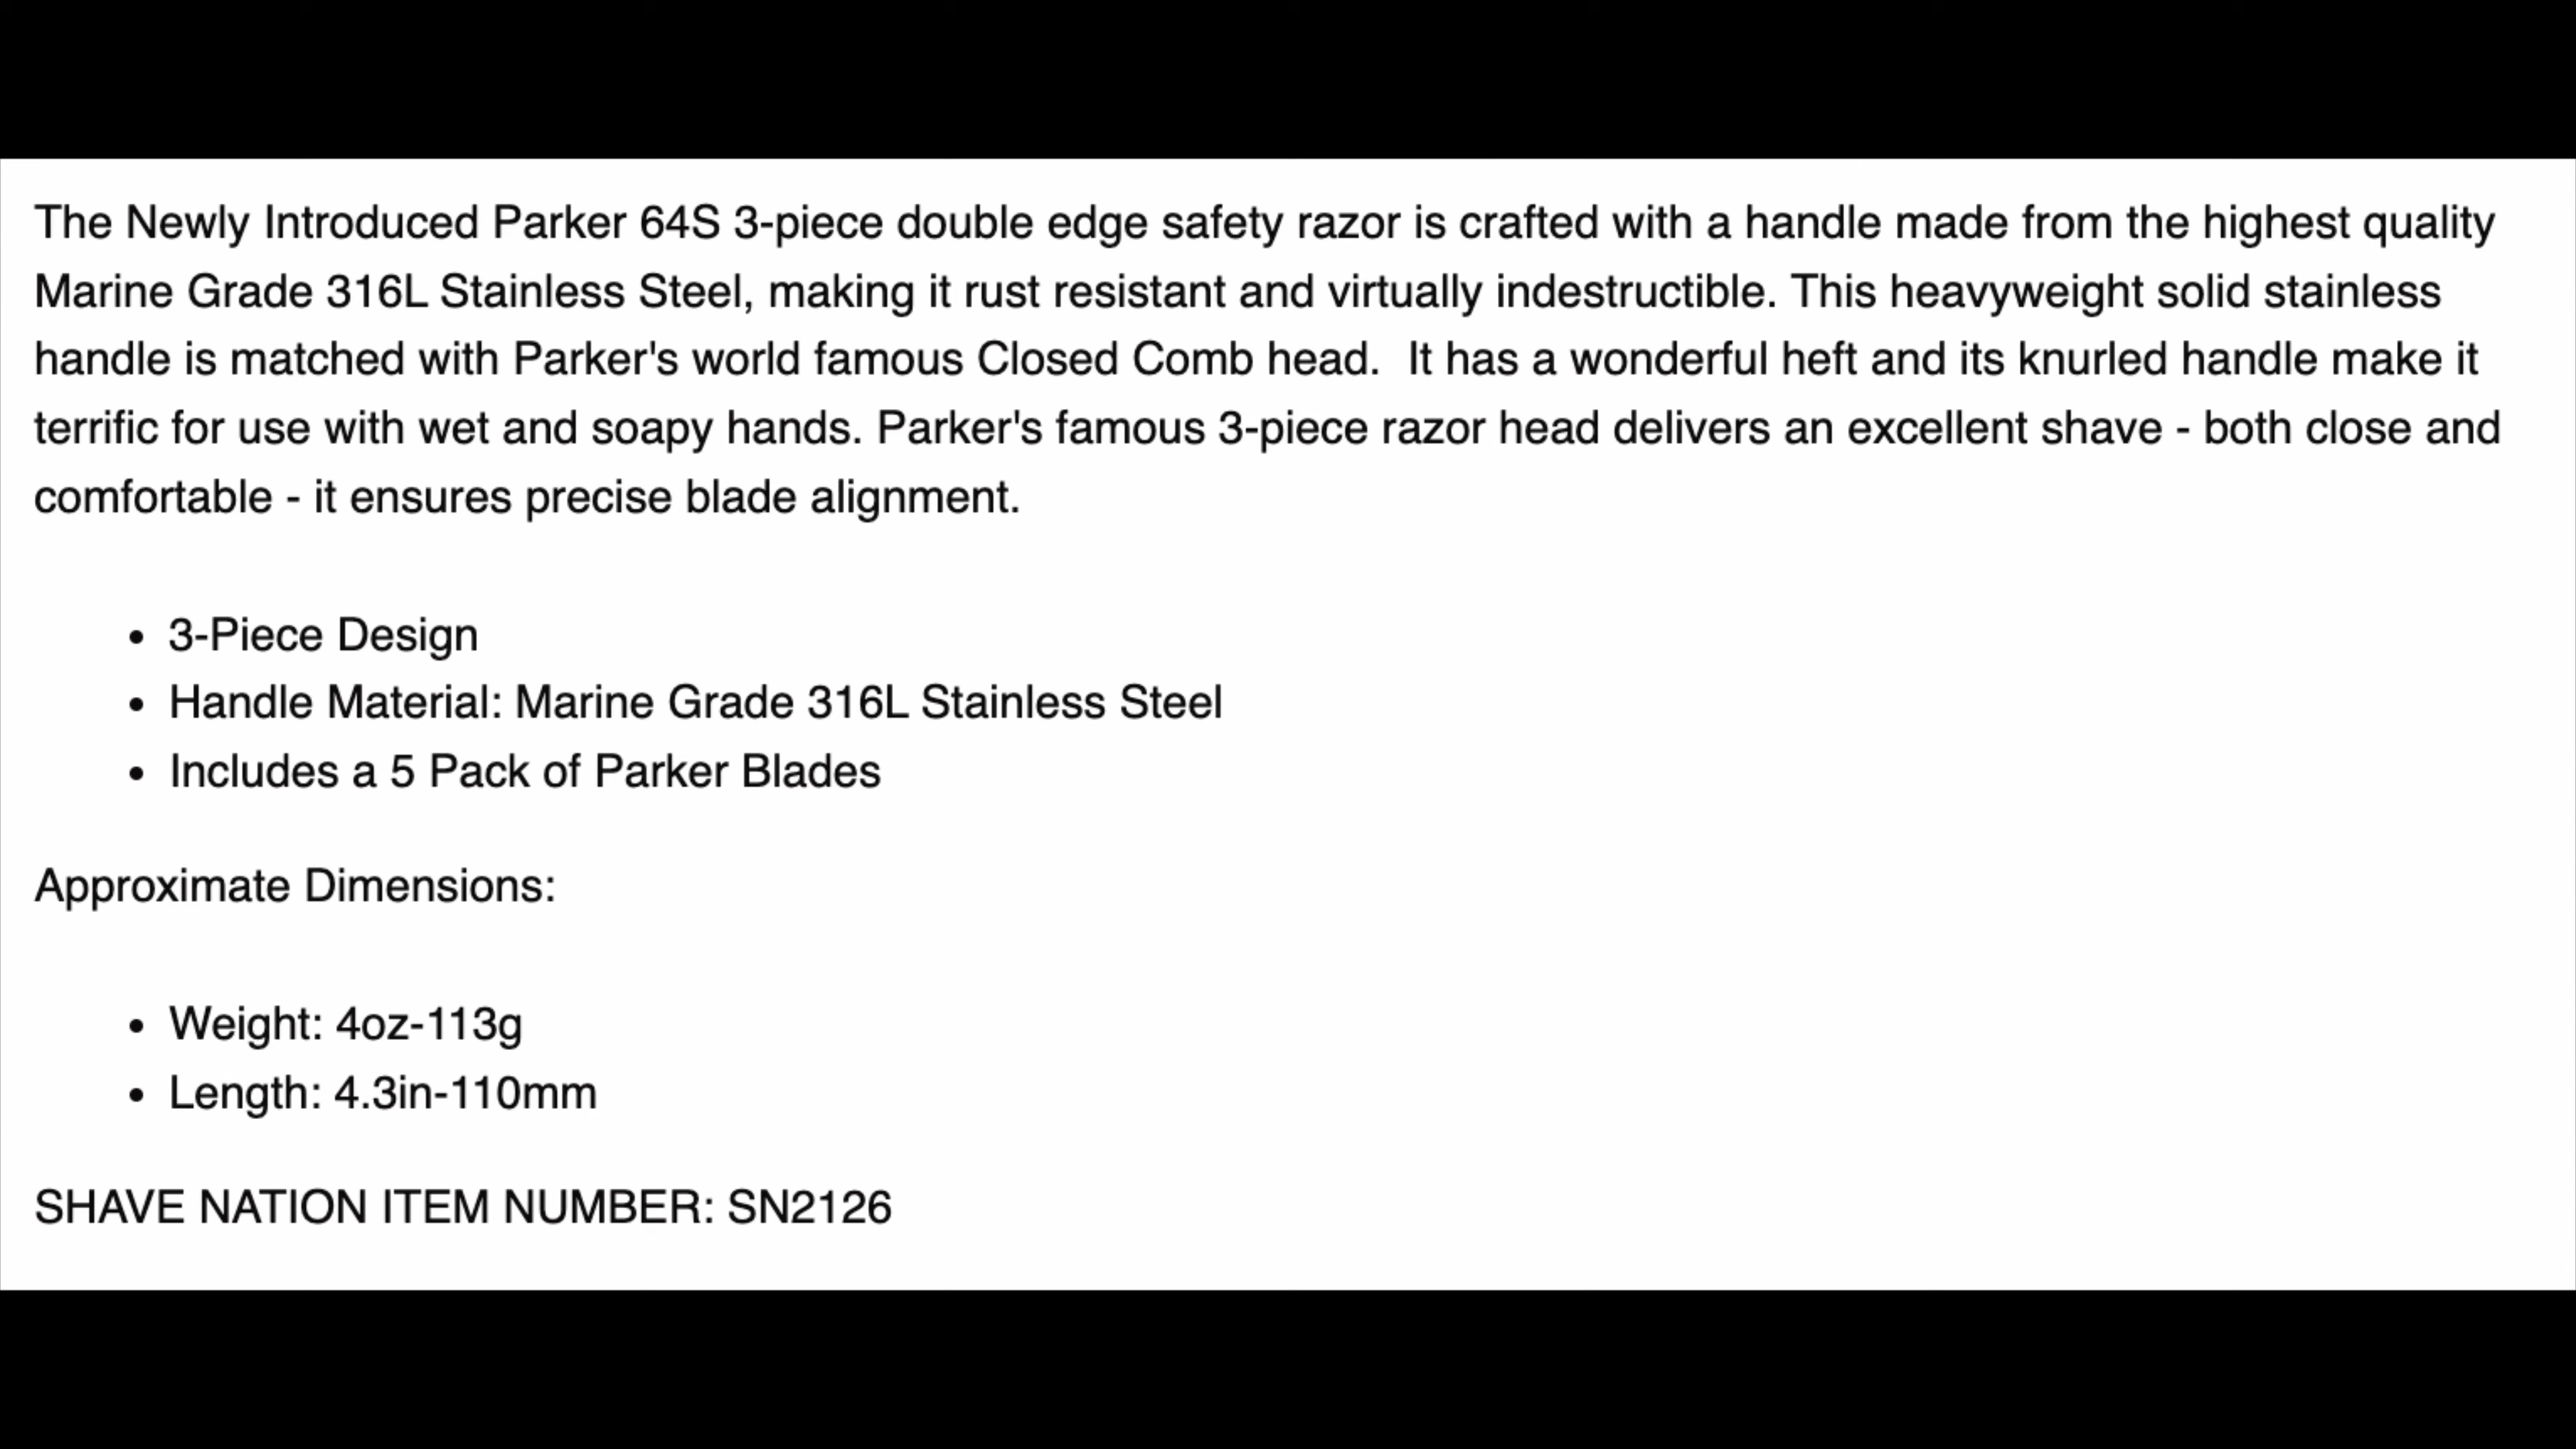 The Newly Introduced Parker 64S 3-piece double edge safety razor is crafted with a handle made from the highest quality
Marine Grade 316L Stainless Steel, making it rust resistant and virtually indestructible. This heavyweight solid stainless
handle is matched with Parker's world famous Closed Comb head.  It has a wonderful heft and its knurled handle make it
terrific for use with wet and soapy hands. Parker's famous 3-piece razor head delivers an excellent shave - both close and
comfortable - it ensures precise blade alignment.
• 3-Piece Design
• Handle Material: Marine Grade 316L Stainless Steel
• Includes a 5 Pack of Parker Blades
Approximate Dimensions:
• Weight: 4oz-113g
• Length: 4.3in-110mm
SHAVE NATION ITEM NUMBER: SN2126